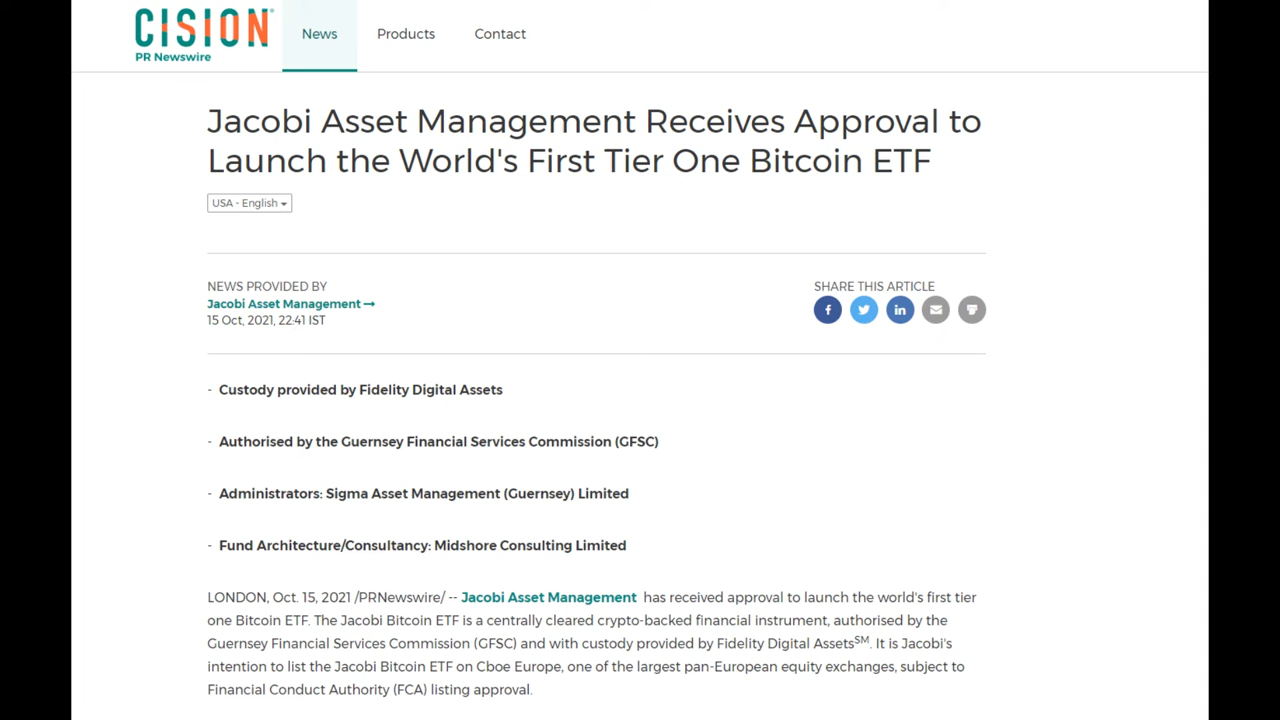 CISION
PR Newswire
News
Products
Contact
Jacobi Asset Management Receives Approval to
Launch the World's First Tier One Bitcoin ETF
USA - English
NEWS PROVIDED BY
Jacobi Asset Management →
15 Oct, 2021, 22:41 IST
SHARE THIS ARTICLE
- Custody provided by Fidelity Digital Assets
- Authorised by the Guernsey Financial Services Commission (GFSC)
- Administrators: Sigma Asset Management (Guernsey) Limited
- Fund Architecture/Consultancy: Midshore Consulting Limited
LONDON, Oct. 15, 2021 /PRNewswire/ -- Jacobi Asset Management has received approval to launch the world's first tier
one Bitcoin ETF. The Jacobi Bitcoin ETF is a centrally cleared crypto-backed financial instrument, authorised by the
Guernsey Financial Services Commission (GFSC) and with custody provided by Fidelity Digital Assets℠. It is Jacobi's
intention to list the Jacobi Bitcoin ETF on Cboe Europe, one of the largest pan-European equity exchanges, subject to
Financial Conduct Authority (FCA) listing approval.